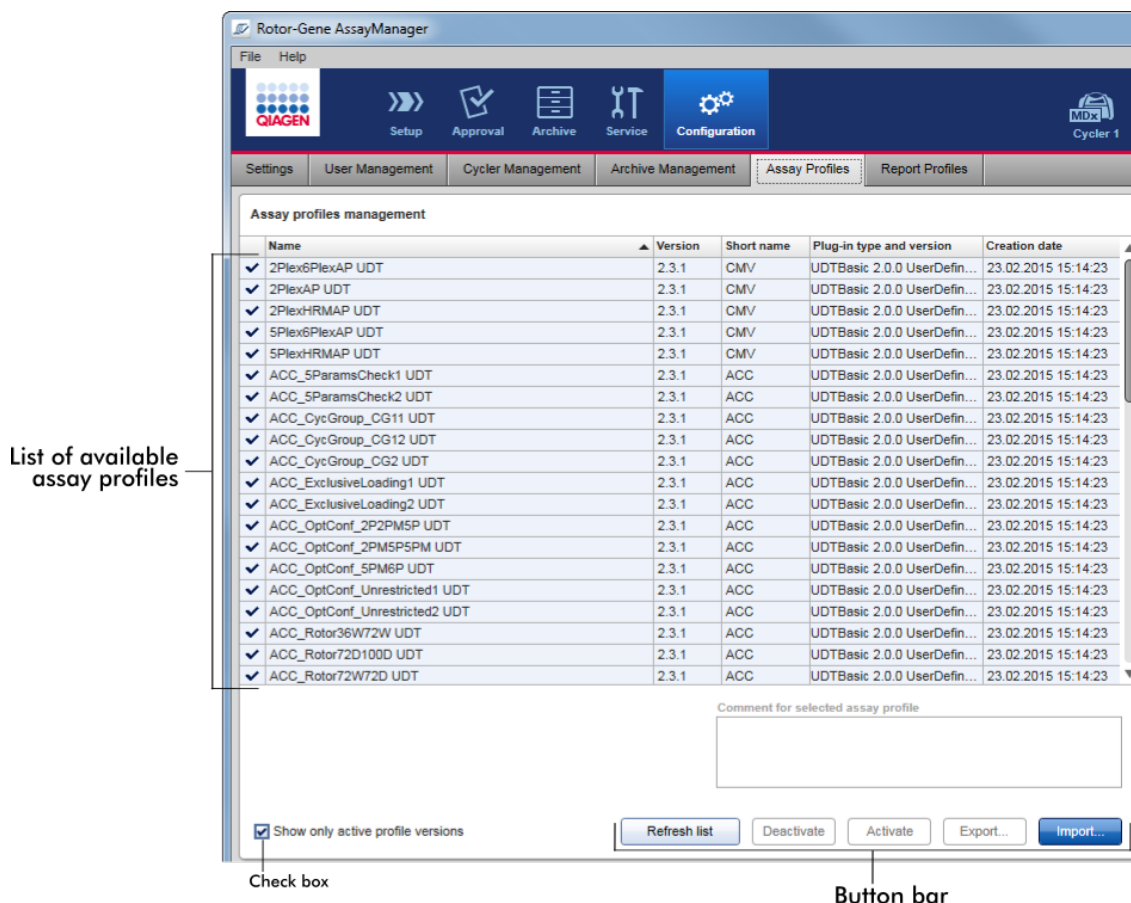 Rotor-Gene AssayManager
File Help
QIAGEN
Setup Approval Archive Service Configuration
MDx
Cycler 1
Settings User Management Cycler Management Archive Management Assay Profiles Report Profiles
Assay profiles management
Name Version Short name Plug-in type and version Creation date
2Plex6PlexAP UDT 2.3.1 CMV UDTBasic 2.0.0 UserDefin... 23.02.2015 15:14:23
2PlexAP UDT 2.3.1 CMV UDTBasic 2.0.0 UserDefin... 23.02.2015 15:14:23
2PlexHRMAP UDT 2.3.1 CMV UDTBasic 2.0.0 UserDefin... 23.02.2015 15:14:23
5Plex6PlexAP UDT 2.3.1 CMV UDTBasic 2.0.0 UserDefin... 23.02.2015 15:14:23
5PlexHRMAP UDT 2.3.1 CMV UDTBasic 2.0.0 UserDefin... 23.02.2015 15:14:23
ACC_5ParamsCheck1 UDT 2.3.1 ACC UDTBasic 2.0.0 UserDefin... 23.02.2015 15:14:23
ACC_5ParamsCheck2 UDT 2.3.1 ACC UDTBasic 2.0.0 UserDefin... 23.02.2015 15:14:23
ACC_CycGroup_CG11 UDT 2.3.1 ACC UDTBasic 2.0.0 UserDefin... 23.02.2015 15:14:23
ACC_CycGroup_CG12 UDT 2.3.1 ACC UDTBasic 2.0.0 UserDefin... 23.02.2015 15:14:23
ACC_CycGroup_CG2 UDT 2.3.1 ACC UDTBasic 2.0.0 UserDefin... 23.02.2015 15:14:23
ACC_ExclusiveLoading1 UDT 2.3.1 ACC UDTBasic 2.0.0 UserDefin... 23.02.2015 15:14:23
ACC_ExclusiveLoading2 UDT 2.3.1 ACC UDTBasic 2.0.0 UserDefin... 23.02.2015 15:14:23
ACC_OptConf_2P2PM5P UDT 2.3.1 ACC UDTBasic 2.0.0 UserDefin... 23.02.2015 15:14:23
ACC_OptConf_2PM5P5PM UDT 2.3.1 ACC UDTBasic 2.0.0 UserDefin... 23.02.2015 15:14:23
ACC_OptConf_5PM6P UDT 2.3.1 ACC UDTBasic 2.0.0 UserDefin... 23.02.2015 15:14:23
ACC_OptConf_Unrestricted1 UDT 2.3.1 ACC UDTBasic 2.0.0 UserDefin... 23.02.2015 15:14:23
ACC_OptConf_Unrestricted2 UDT 2.3.1 ACC UDTBasic 2.0.0 UserDefin... 23.02.2015 15:14:23
ACC_Rotor36W72W UDT 2.3.1 ACC UDTBasic 2.0.0 UserDefin... 23.02.2015 15:14:23
ACC_Rotor72D100D UDT 2.3.1 ACC UDTBasic 2.0.0 UserDefin... 23.02.2015 15:14:23
ACC_Rotor72W72D UDT 2.3.1 ACC UDTBasic 2.0.0 UserDefin... 23.02.2015 15:14:23
List of available
assay profiles
Comment for selected assay profile
Show only active profile versions
Refresh list Deactivate Activate Export... Import...
Check box
Button bar